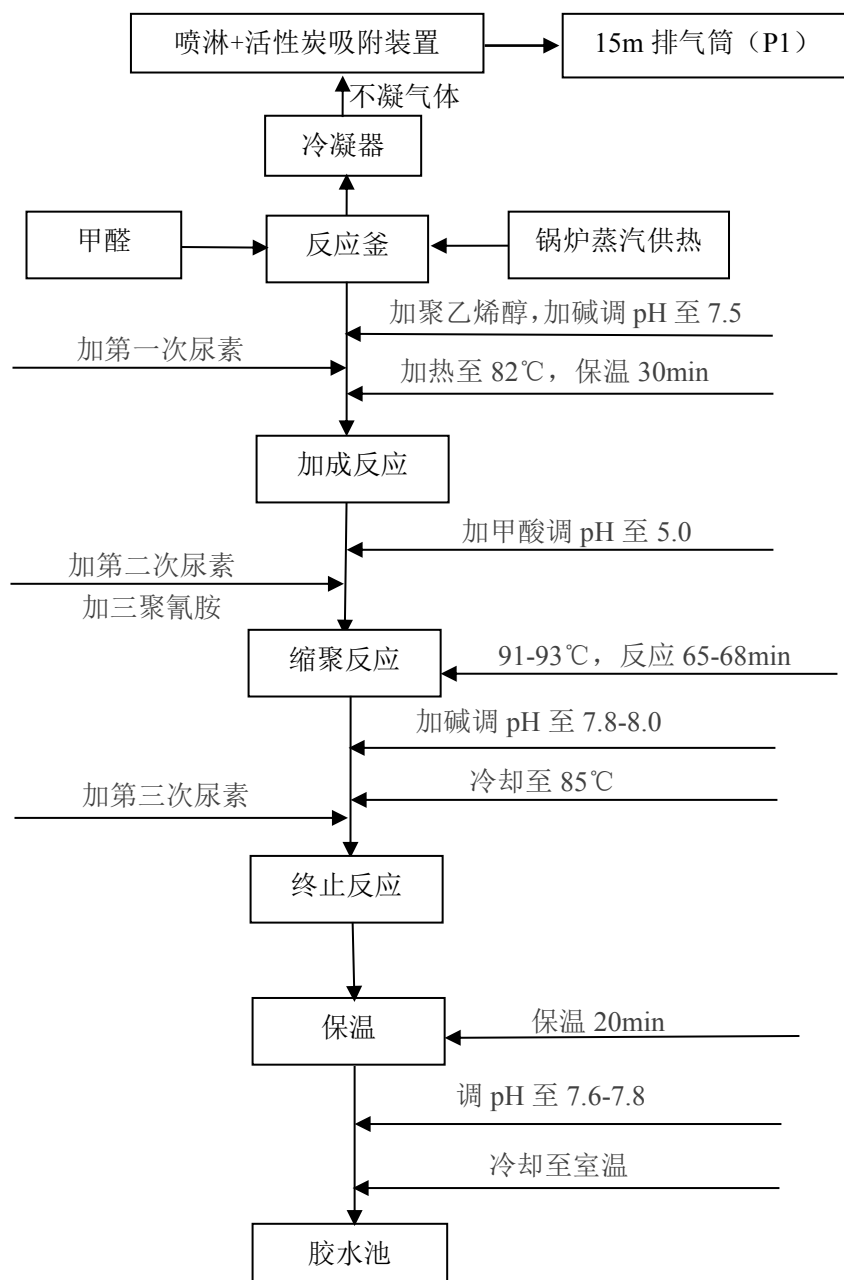 喷淋+活性炭吸附装置
15m 排气筒（P1）
不凝气体
冷凝器
甲醛
反应釜
锅炉蒸汽供热
加聚乙烯醇，加碱调 pH 至 7.5
加第一次尿素
加热至 82℃，保温 30min
加成反应
加甲酸调 pH 至 5.0
加第二次尿素
加三聚氰胺
缩聚反应
91-93℃，反应 65-68min
加碱调 pH 至 7.8-8.0
冷却至 85℃
加第三次尿素
终止反应
保温
保温 20min
调 pH 至 7.6-7.8
冷却至室温
胶水池